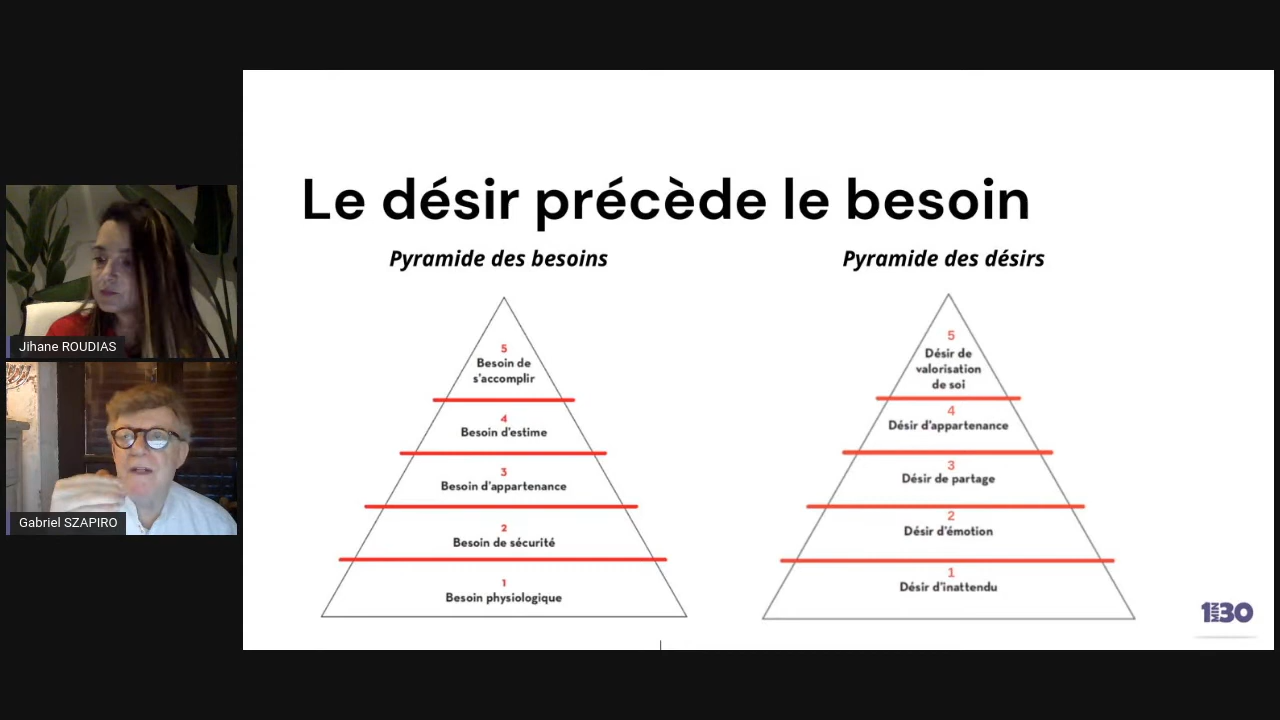 Le désir précède le besoin
Pyramide des besoins
5
Besoin de
s'accomplir
4
Besoin d'estime
3
Besoin d'appartenance
2
Besoin de sécurité
1
Besoin physiologique
Pyramide des désirs
5
Désir de
valorisation
de soi
4
Désir d'appartenance
3
Désir de partage
2
Désir d'émotion
1
Désir d'inattendu
1MIN30
Jihane ROUDIAS
Gabriel SZAPIRO